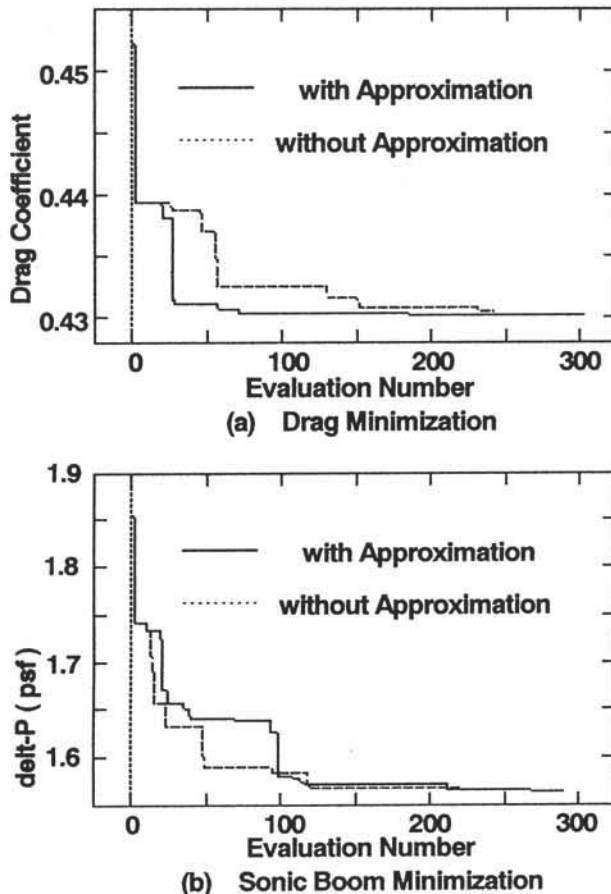 0.45
0.44
0.43
Drag Coefficient
with Approximation
without Approximation
0 100 200 300
Evaluation Number
(a) Drag Minimization
1.9
1.8
1.7
1.6
delt-P ( psf )
with Approximation
without Approximation
0 100 200 300
Evaluation Number
(b) Sonic Boom Minimization